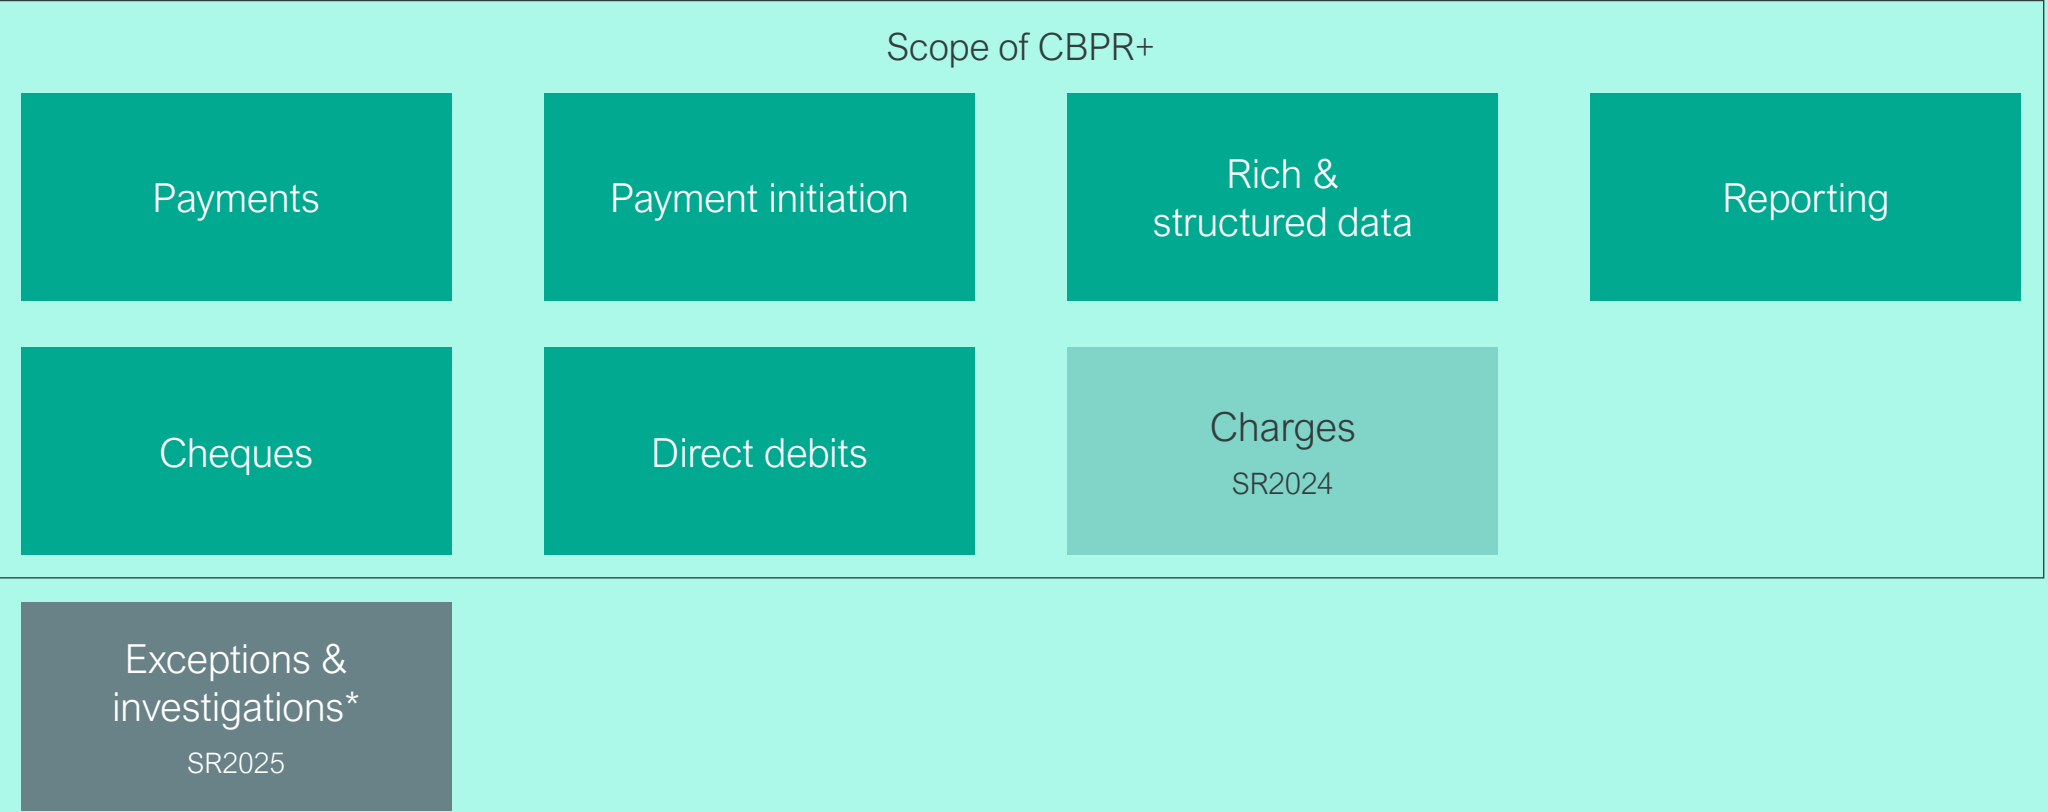 Scope of CBPR+
Payments
Payment initiation
Rich &
structured data
Reporting
Cheques
Direct debits
Charges
SR2024
Exceptions &
investigations*
SR2025